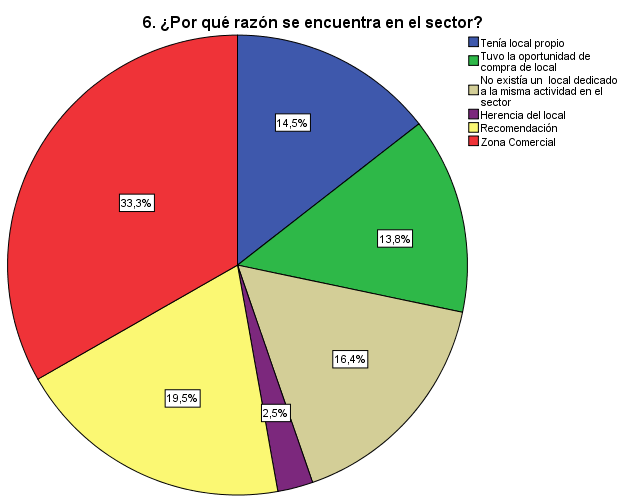 6. ¿Por qué razón se encuentra en el sector?
Tenía local propio
Tuvo la oportunidad de
compra de local
No existía un local dedicado
a la misma actividad en el
sector
Herencia del local
Recomendación
Zona Comercial
14,5%
13,8%
16,4%
2,5%
19,5%
33,3%